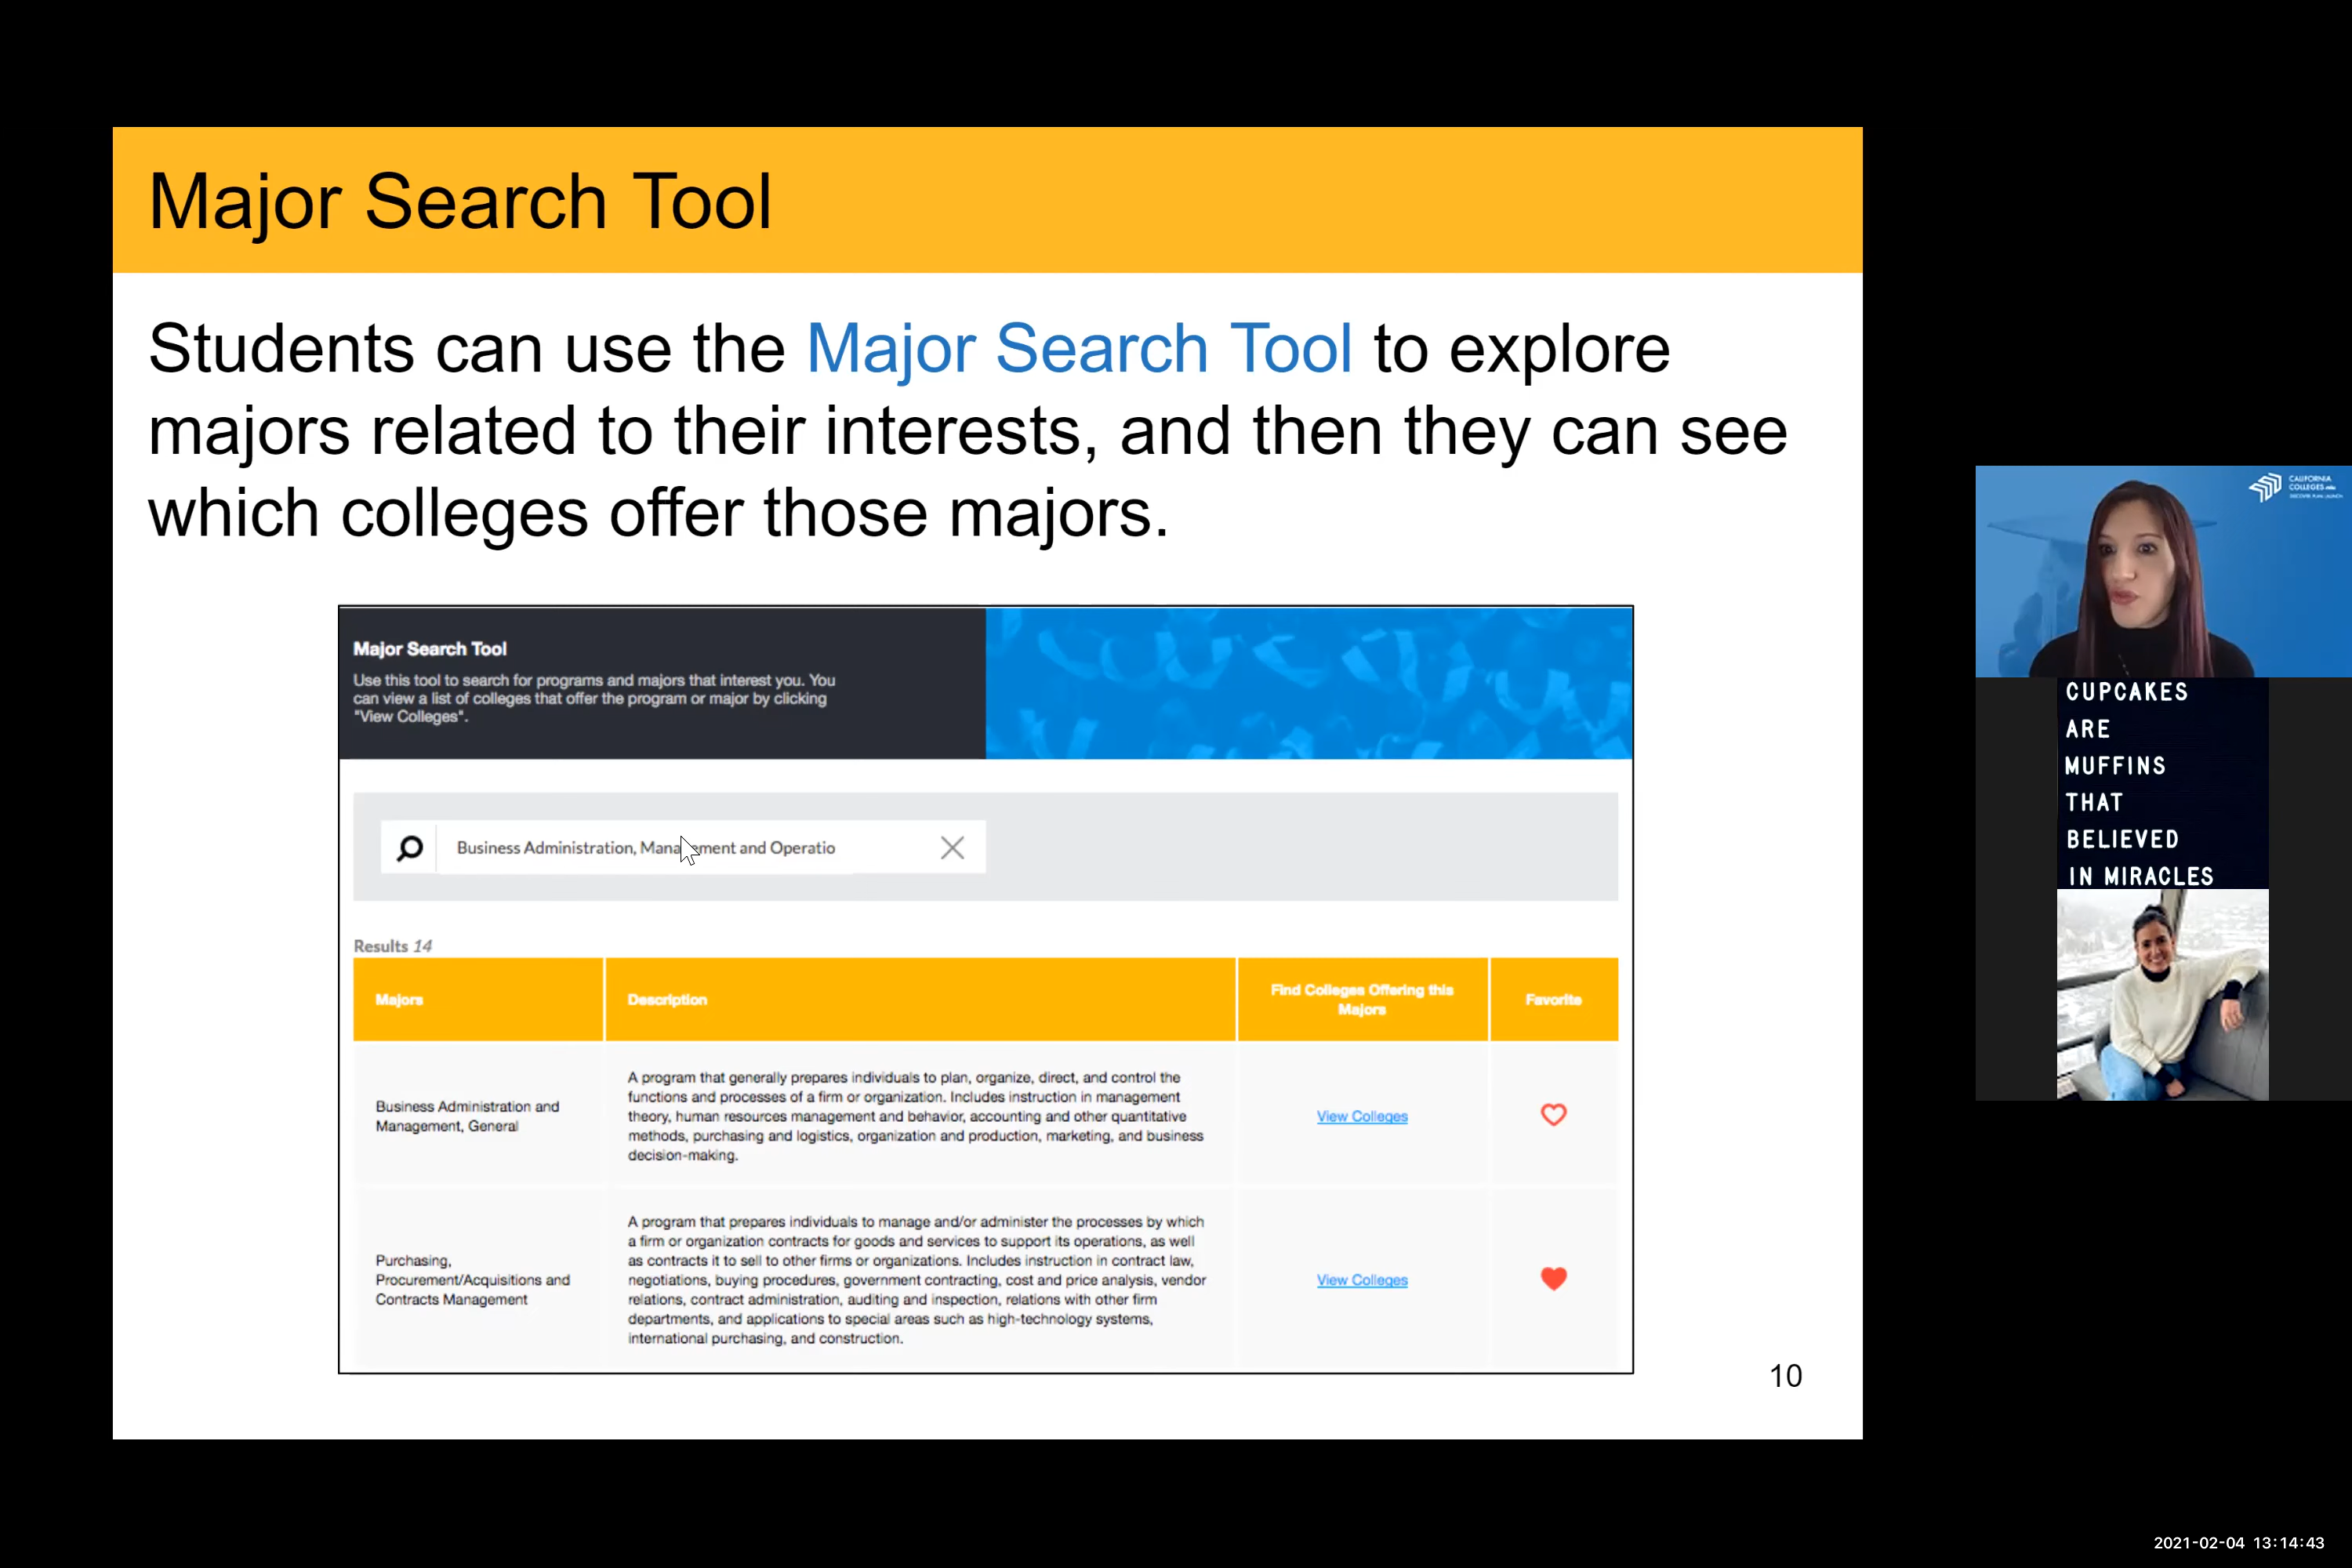 Major Search Tool
Students can use the Major Search Tool to explore
majors related to their interests, and then they can see
which colleges offer those majors.
Major Search Tool
Use this tool to search for programs and majors that interest you. You
can view a list of colleges that offer the program or major by clicking
"View Colleges".
Business Administration, Mana ement and Operatio
Results 14
Majors
Description
Find Colleges Offering this
Majors
Favorite
Business Administration and
Management, General
A program that generally prepares individuals to plan, organize, direct, and control the
functions and processes of a firm or organization. Includes instruction in management
theory, human resources management and behavior, accounting and other quantitative
methods, purchasing and logistics, organization and production, marketing, and business
decision-making.
View Colleges
Purchasing,
Procurement/Acquisitions and
Contracts Management
A program that prepares individuals to manage and/or administer the processes by which
a firm or organization contracts for goods and services to support its operations, as well
as contracts it to sell to other firms or organizations. Includes instruction in contract law,
negotiations, buying procedures, government contracting, cost and price analysis, vendor
relations, contract administration, auditing and inspection, relations with other firm
departments, and applications to special areas such as high-technology systems,
international purchasing, and construction.
View Colleges
10
CALIFORNIA
COLLEGES.edu
DISCOVER. PLAN. LAUNCH.
CUPCAKES
ARE
MUFFINS
THAT
BELIEVED
IN MIRACLES
2021-02-04 13:14:43